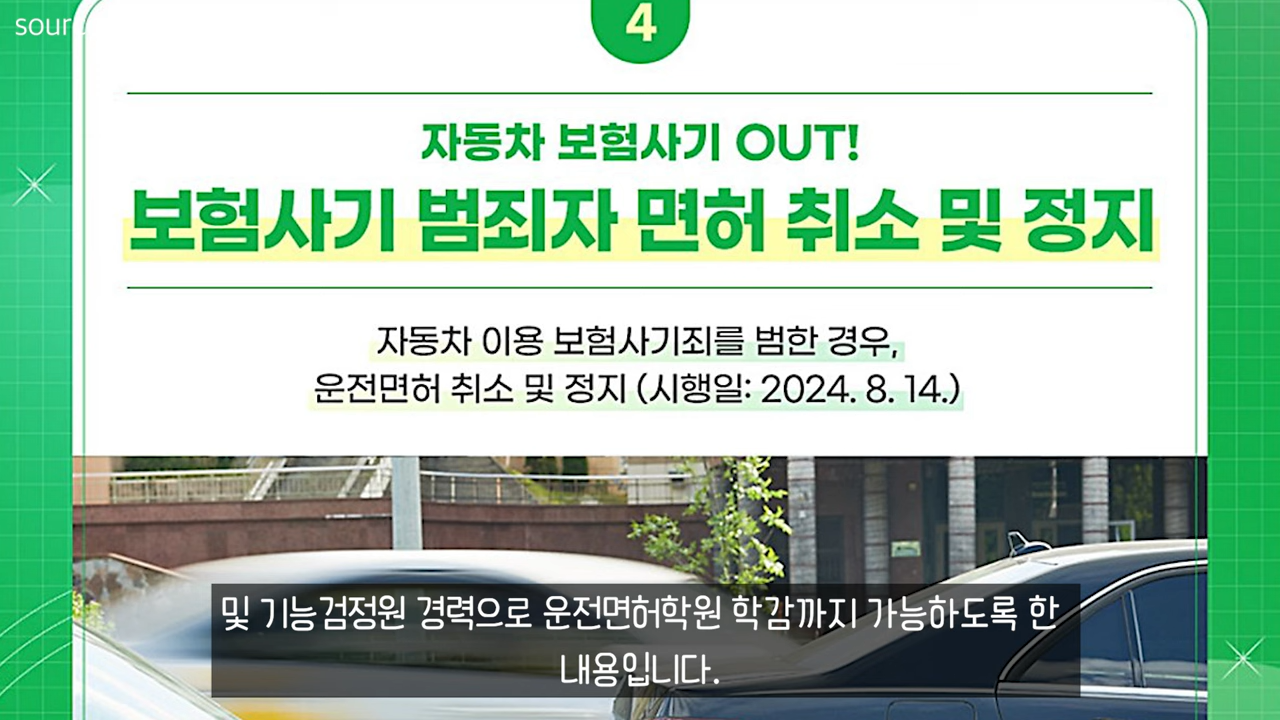 4
자동차 보험사기 OUT!
보험사기 범죄자 면허 취소 및 정지
자동차 이용 보험사기죄를 범한 경우,
운전면허 취소 및 정지 (시행일: 2024. 8. 14.)
및 기능검정원 경력으로 운전면허학원 학감까지 가능하도록 한
내용입니다.